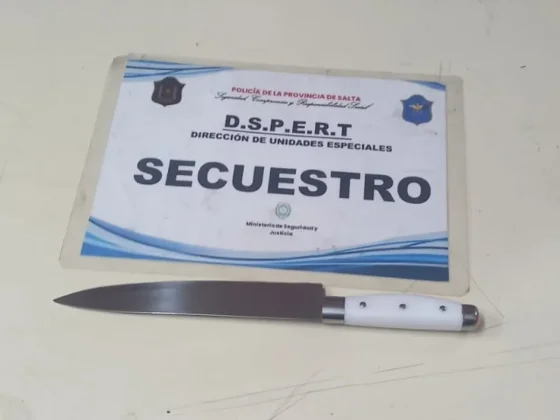 POLICÍA DE LA PROVINCIA DE SALTA
Seguridad, Compromiso y Responsabilidad Social
D.S.P.E.R.T
DIRECCIÓN DE UNIDADES ESPECIALES
SECUESTRO
Ministerio de Seguridad y
Justicia